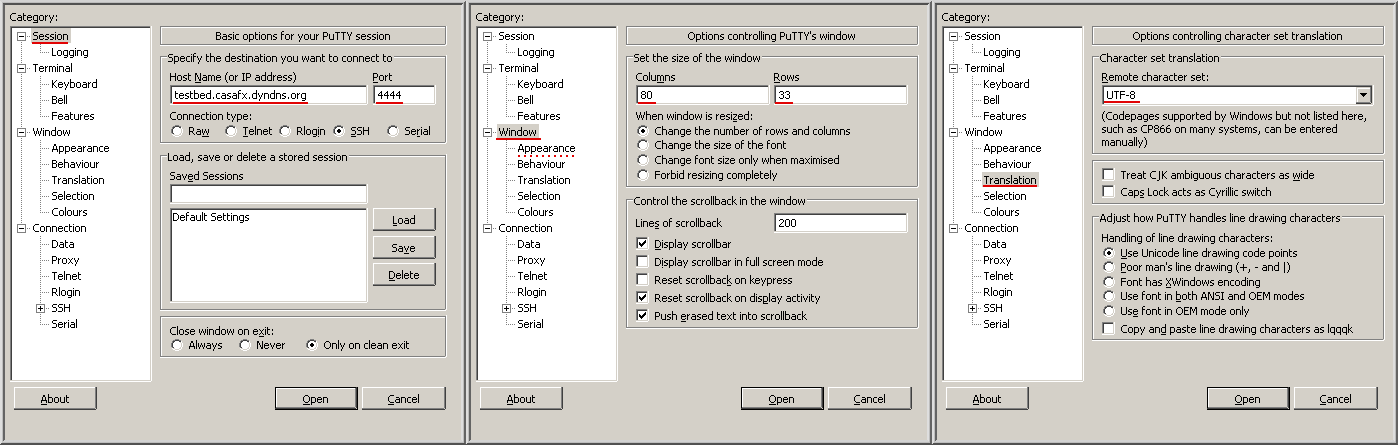 Category:
Session
Logging
Terminal
Keyboard
Bell
Features
Window
Appearance
Behaviour
Translation
Selection
Colours
Connection
Data
Proxy
Telnet
Rlogin
SSH
Serial
Basic options for your PuTTY session
Specify the destination you want to connect to
Host Name (or IP address) Port
testbed.casafx.dyndns.org 4444
Connection type:
Raw Telnet Rlogin SSH Serial
Load, save or delete a stored session
Saved Sessions
Default Settings
Load
Save
Delete
Close window on exit:
Always Never Only on clean exit
About Open Cancel
Category:
Session
Logging
Terminal
Keyboard
Bell
Features
Window
Appearance
Behaviour
Translation
Selection
Colours
Connection
Data
Proxy
Telnet
Rlogin
SSH
Serial
Options controlling PuTTY's window
Set the size of the window
Columns Rows
80 33
When window is resized:
Change the number of rows and columns
Change the size of the font
Change font size only when maximised
Forbid resizing completely
Control the scrollback in the window
Lines of scrollback 200
Display scrollbar
Display scrollbar in full screen mode
Reset scrollback on keypress
Reset scrollback on display activity
Push erased text into scrollback
About Open Cancel
Category:
Session
Logging
Terminal
Keyboard
Bell
Features
Window
Appearance
Behaviour
Translation
Selection
Colours
Connection
Data
Proxy
Telnet
Rlogin
SSH
Serial
Options controlling character set translation
Character set translation
Remote character set:
UTF-8
(Codepages supported by Windows but not listed here,
such as CP866 on many systems, can be entered
manually)
Treat CJK ambiguous characters as wide
Caps Lock acts as Cyrillic switch
Adjust how PuTTY handles line drawing characters
Handling of line drawing characters:
Use Unicode line drawing code points
Poor man's line drawing (+, - and |)
Font has XWindows encoding
Use font in both ANSI and OEM modes
Use font in OEM mode only
Copy and paste line drawing characters as lqqqk
About Open Cancel